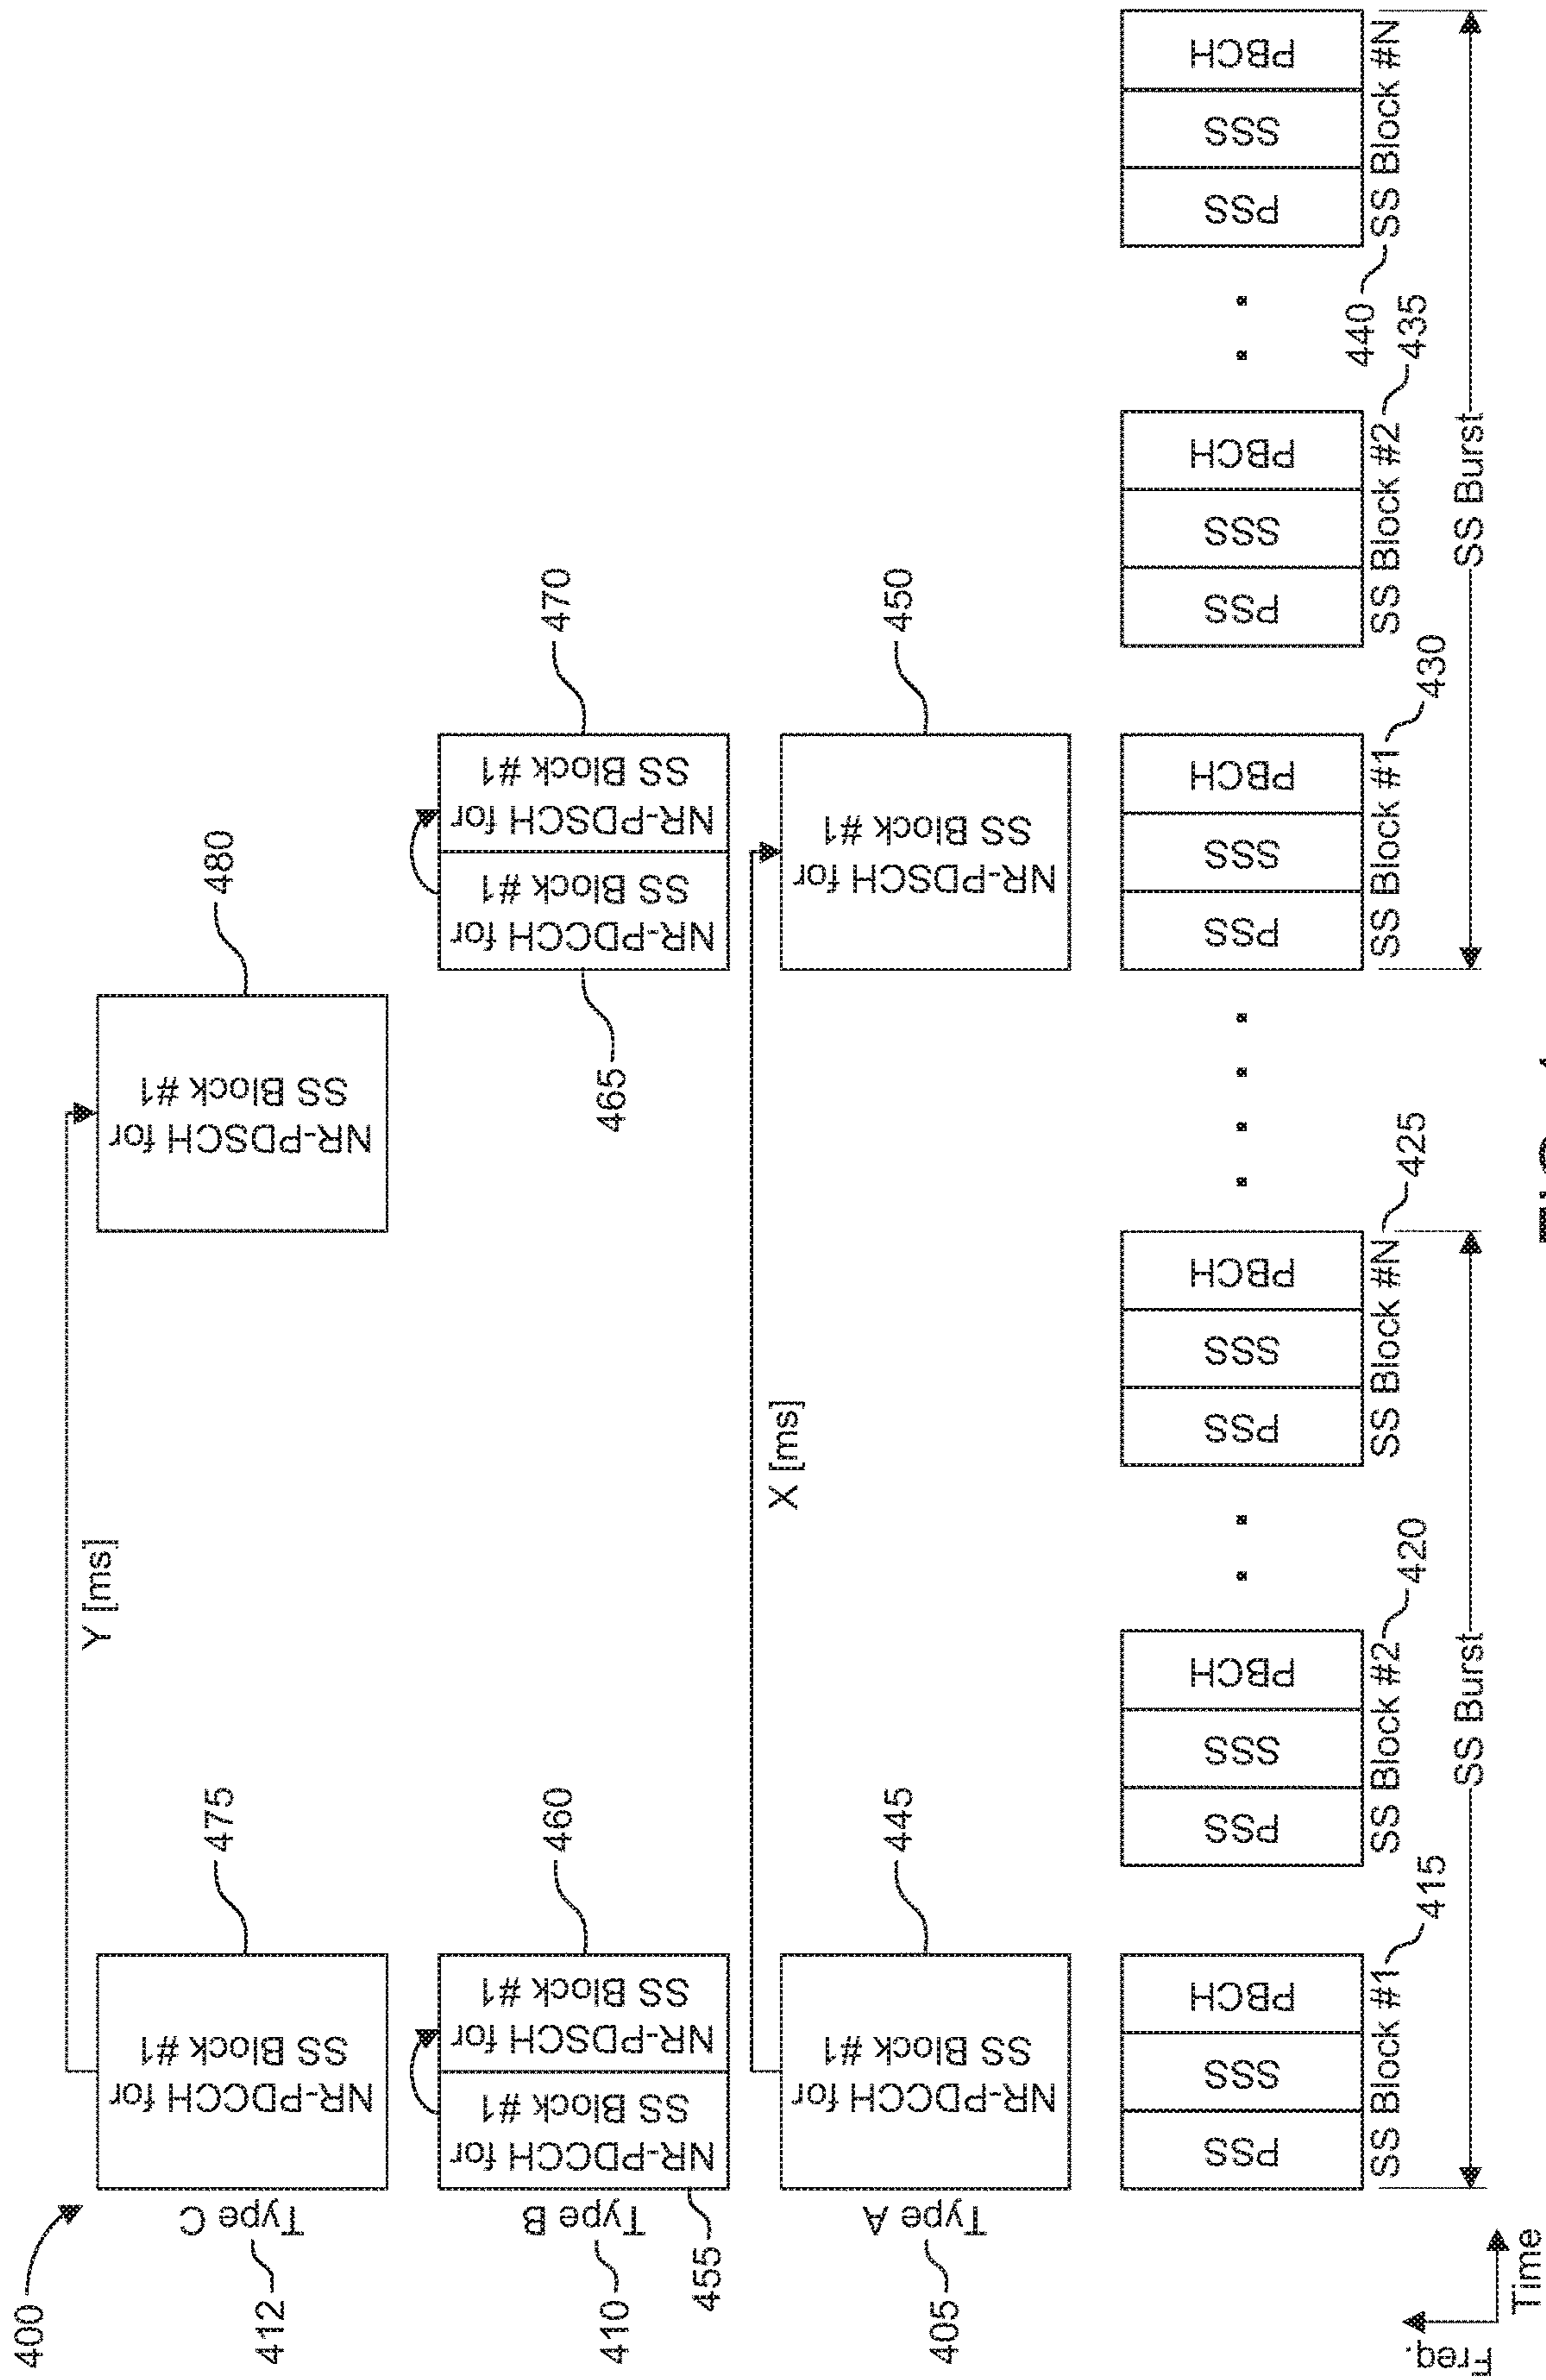 400
Y [ms]
412
Type C
NR-PDCCH for
SS Block #1
475
NR-PDSCH for
SS Block #1
480
410
Type B
455
NR-PDCCH for
SS Block #1
NR-PDSCH for
SS Block #1
460
465
NR-PDCCH for
SS Block #1
NR-PDSCH for
SS Block #1
470
X [ms]
405
Type A
NR-PDCCH for
SS Block #1
445
NR-PDSCH for
SS Block #1
450
PSS
SSS
PBCH
PSS
SSS
PBCH
PSS
SSS
PBCH
PSS
SSS
PBCH
PSS
SSS
PBCH
PSS
SSS
PBCH
SS Block #1
415
SS Block #2
420
SS Block #N
425
SS Block #1
430
SS Block #2
435
440
SS Block #N
SS Burst
SS Burst
Freq.
Time